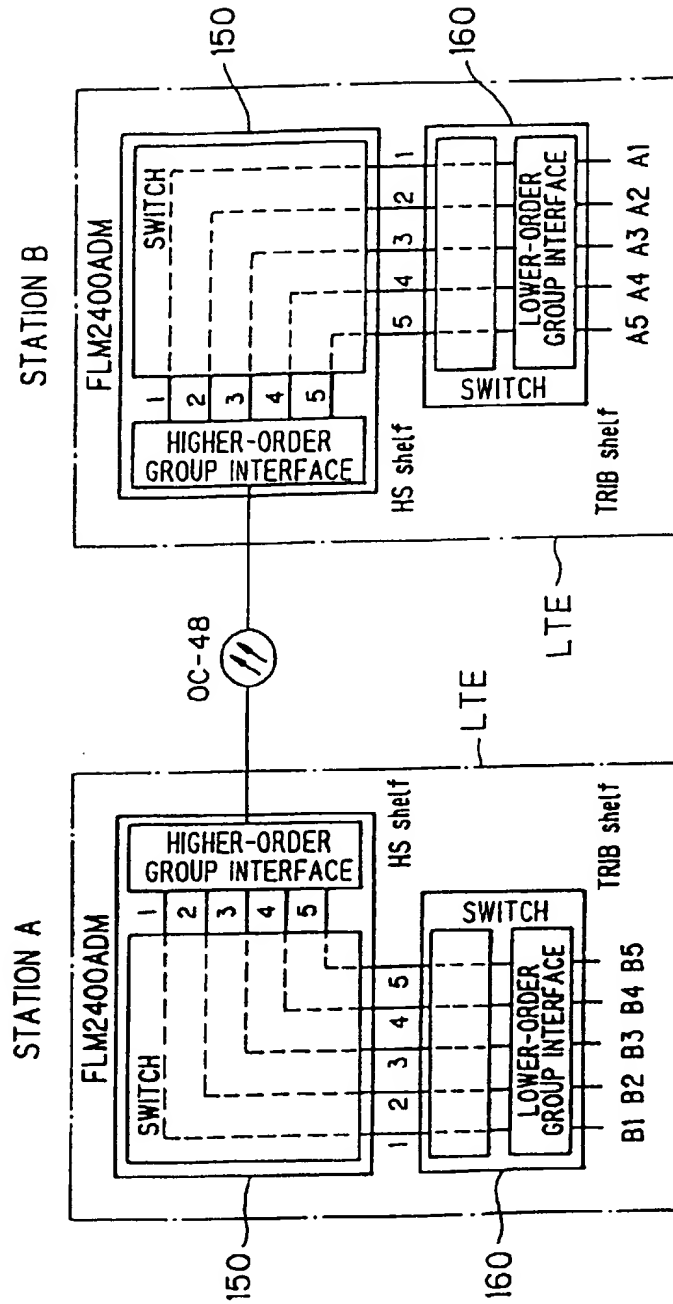 STATION A
FLM2400ADM
SWITCH
1
2
3
4
5
HIGHER-ORDER
GROUP INTERFACE
150
HS shelf
1
2
3
4
5
SWITCH
LOWER-ORDER
GROUP INTERFACE
160
TRIB shelf
B1 B2 B3 B4 B5
LTE
OC-48
STATION B
FLM2400ADM
1
2
3
4
5
HIGHER-ORDER
GROUP INTERFACE
SWITCH
150
HS shelf
5
4
3
2
1
SWITCH
LOWER-ORDER
GROUP INTERFACE
160
TRIB shelf
A5 A4 A3 A2 A1
LTE